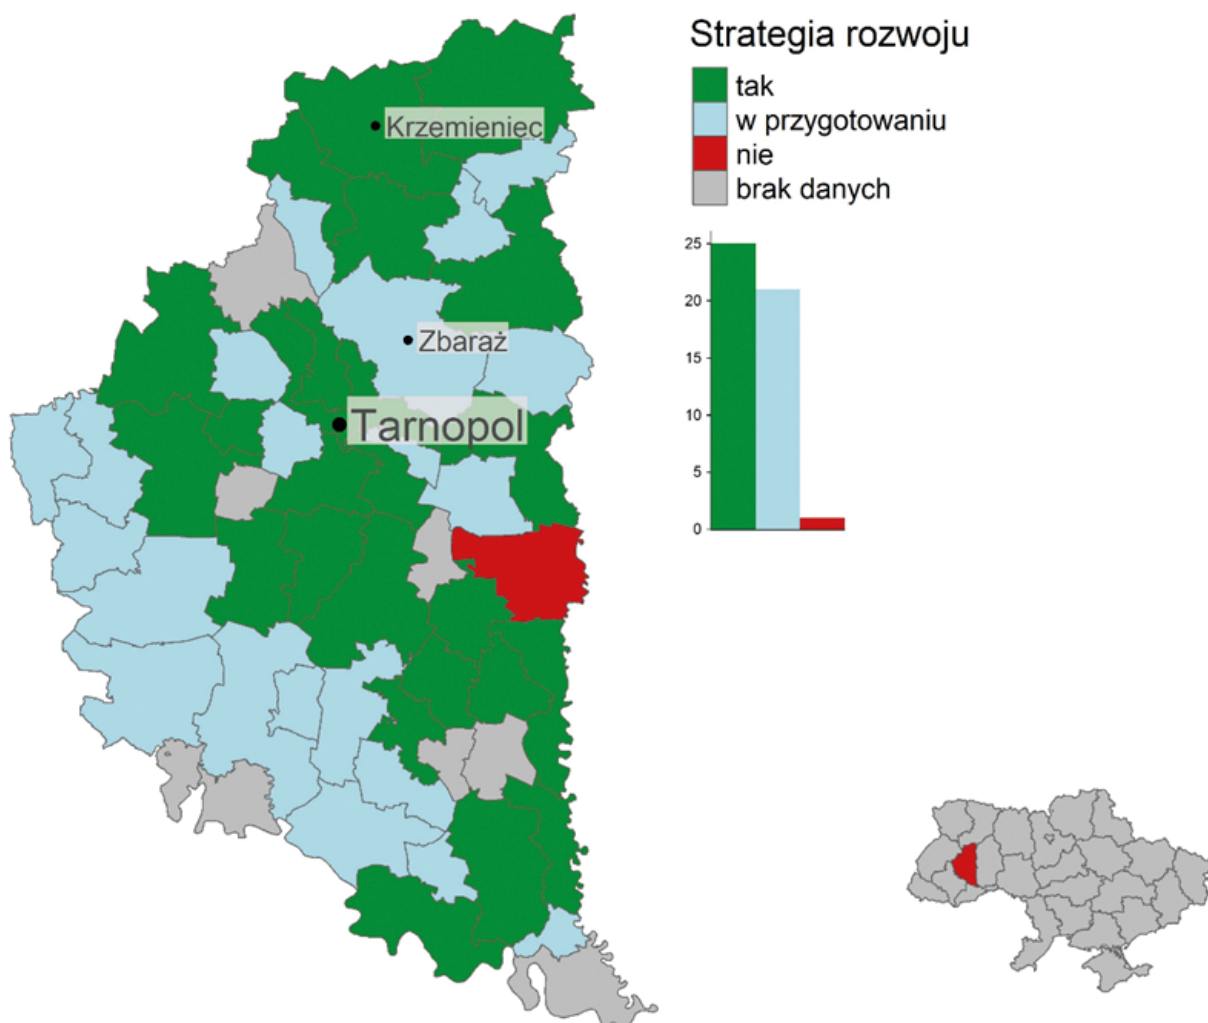 Strategia rozwoju
tak
w przygotowaniu
nie
brak danych
Krzemieniec
Zbaraż
Tarnopol
25
20
15
10
5
0